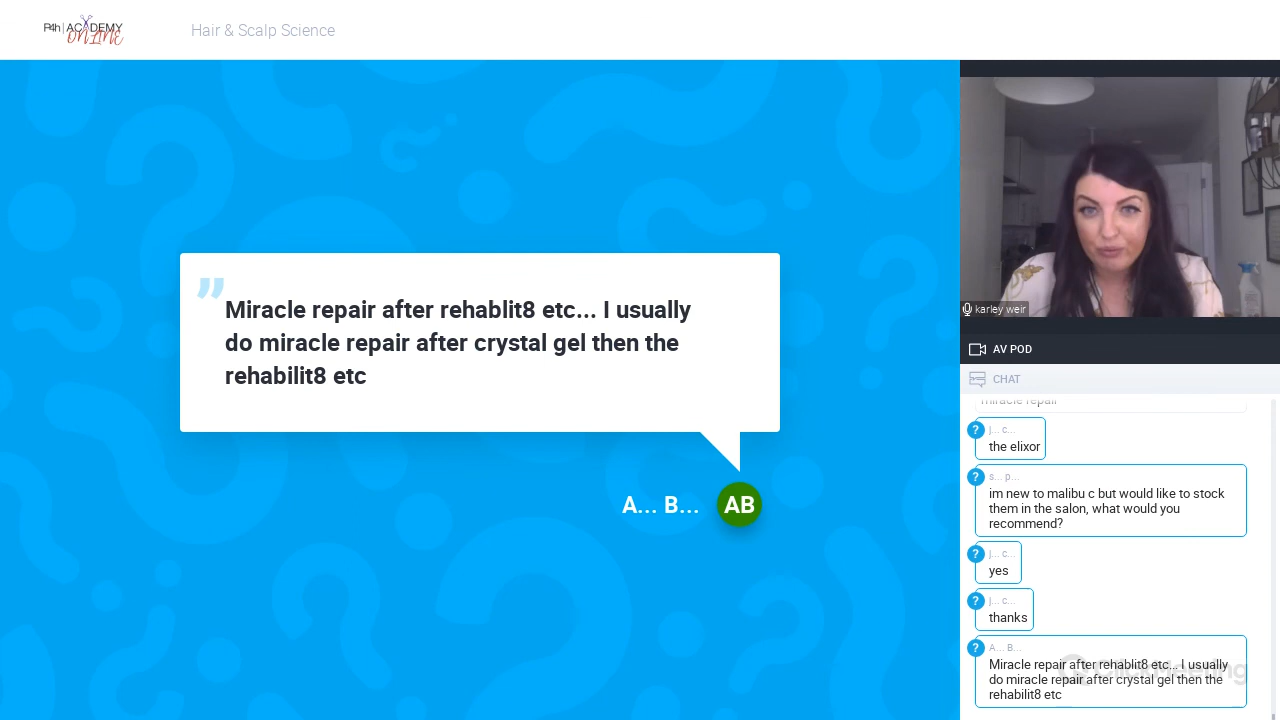 P4h | ACADEMY
ONLINE
Hair & Scalp Science
Miracle repair after rehablit8 etc... I usually
do miracle repair after crystal gel then the
rehabilit8 etc
A... B...
AB
karley weir
AV POD
CHAT
miracle repair
? j... c...
the elixor
? s... p...
im new to malibu c but would like to stock
them in the salon, what would you
recommend?
? j... c...
yes
? j... c...
thanks
? A... B...
Miracle repair after rehablit8 etc... I usually
do miracle repair after crystal gel then the
rehabilit8 etc